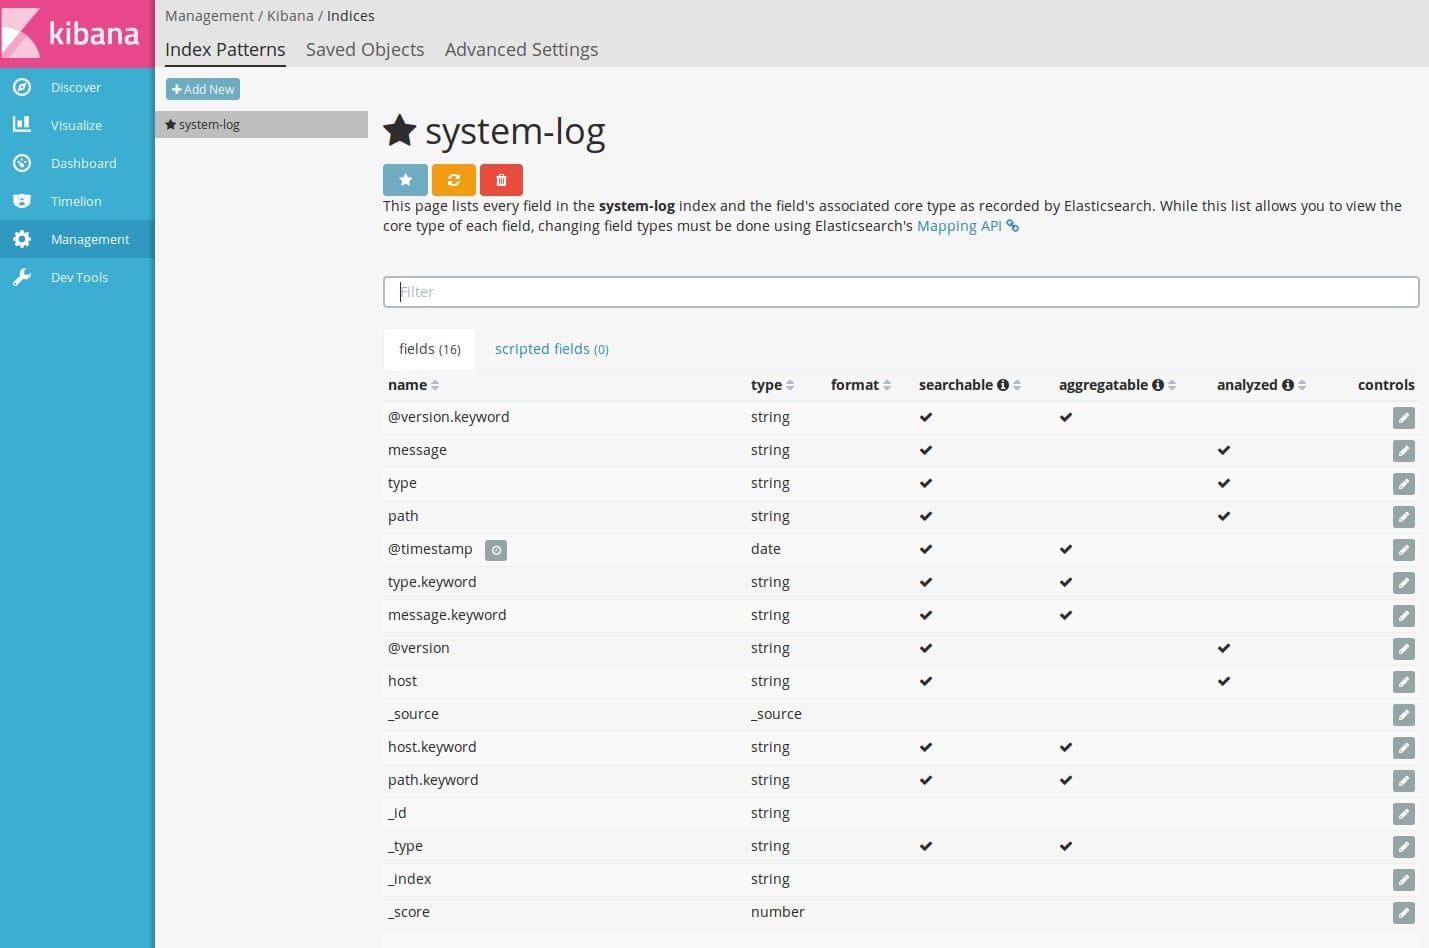 kibana
Discover
Visualize
Dashboard
Timelion
Management
Dev Tools
Management / Kibana / Indices
Index Patterns Saved Objects Advanced Settings
Add New
system-log
system-log
This page lists every field in the system-log index and the field's associated core type as recorded by Elasticsearch. While this list allows you to view the
core type of each field, changing field types must be done using Elasticsearch's Mapping API
Filter
fields (16) scripted fields (0)
name type format searchable aggregatable analyzed controls
@version.keyword string
message string
type string
path string
@timestamp date
type.keyword string
message.keyword string
@version string
host string
_source _source
host.keyword string
path.keyword string
_id string
_type string
_index string
_score number